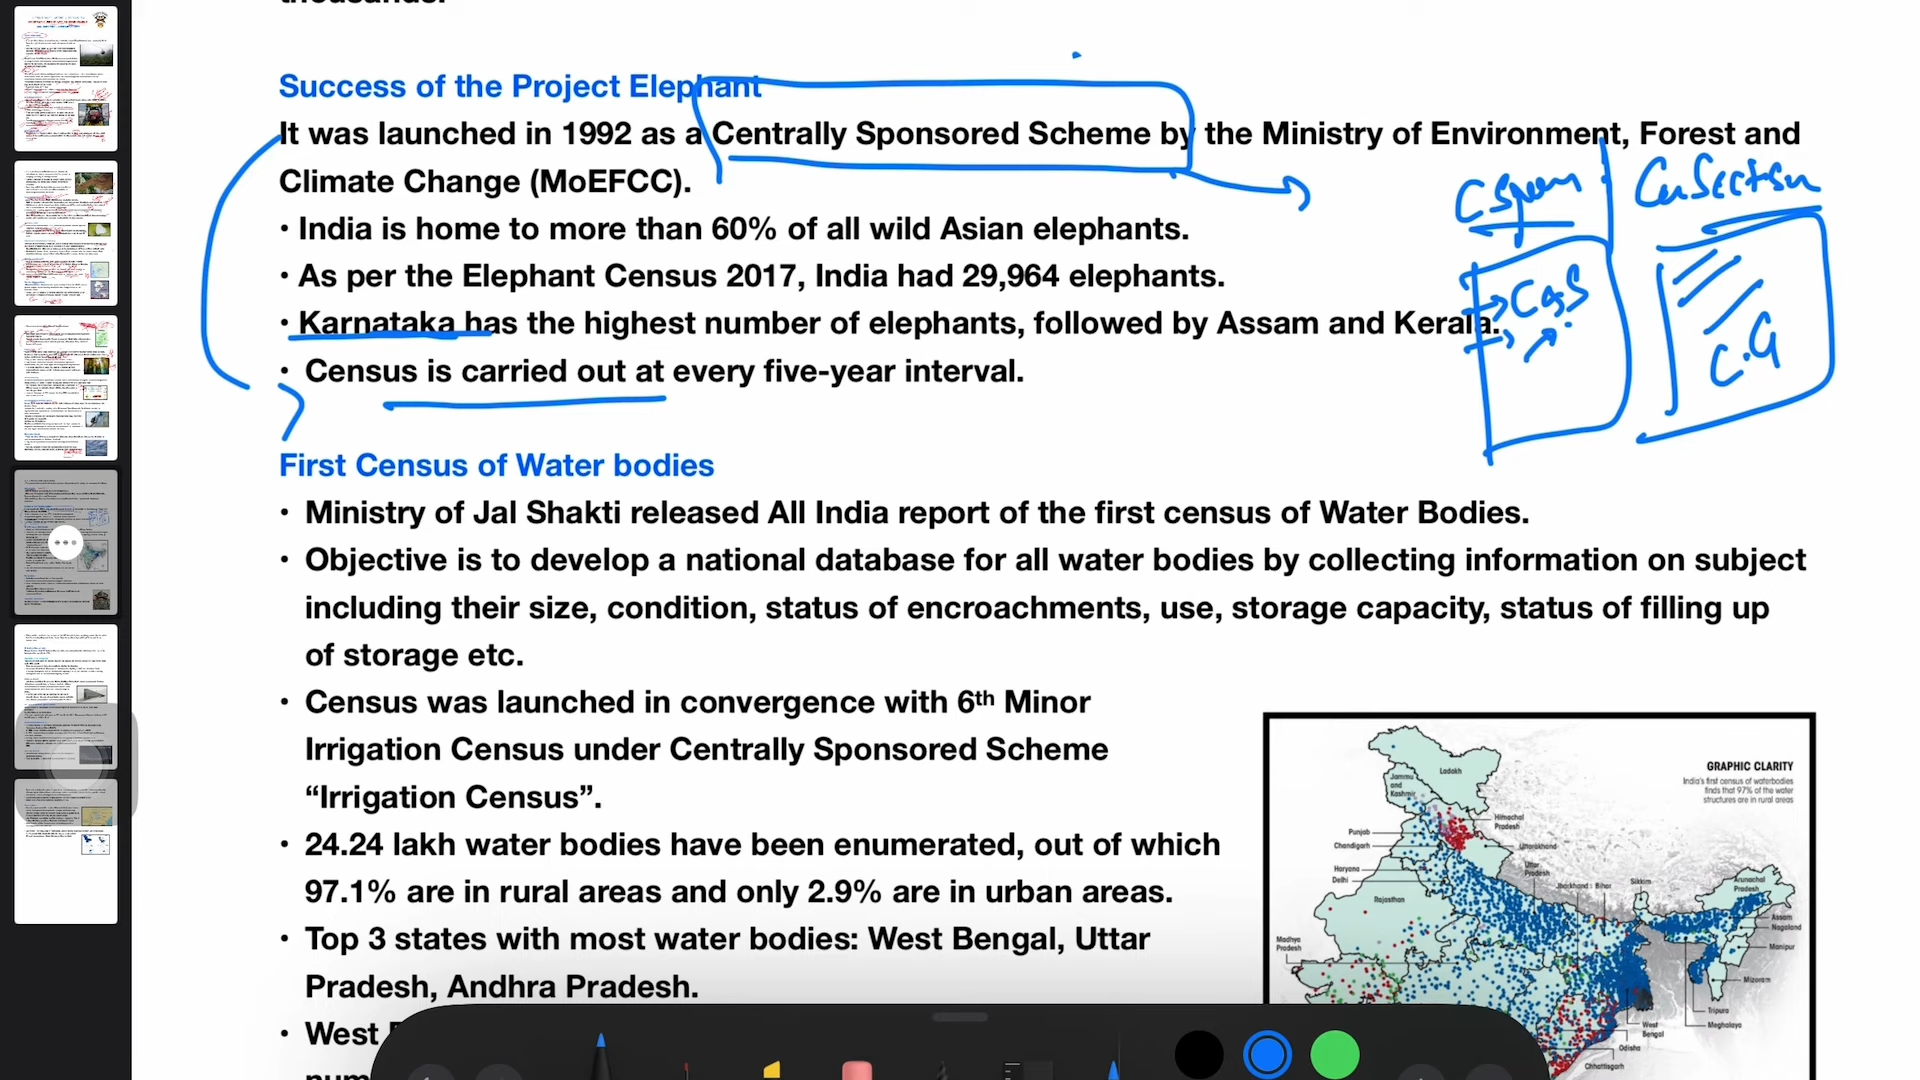 thousands.
Success of the Project Elephant
It was launched in 1992 as a Centrally Sponsored Scheme by the Ministry of Environment, Forest and
Climate Change (MoEFCC).
• India is home to more than 60% of all wild Asian elephants.
• As per the Elephant Census 2017, India had 29,964 elephants.
• Karnataka has the highest number of elephants, followed by Assam and Kerala.
• Census is carried out at every five-year interval.
C&S
C.G
First Census of Water bodies
• Ministry of Jal Shakti released All India report of the first census of Water Bodies.
• Objective is to develop a national database for all water bodies by collecting information on subject
including their size, condition, status of encroachments, use, storage capacity, status of filling up
of storage etc.
• Census was launched in convergence with 6th Minor
Irrigation Census under Centrally Sponsored Scheme
“Irrigation Census”.
• 24.24 lakh water bodies have been enumerated, out of which
97.1% are in rural areas and only 2.9% are in urban areas.
• Top 3 states with most water bodies: West Bengal, Uttar
Pradesh, Andhra Pradesh.
• West
GRAPHIC CLARITY
India's first census of waterbodies
finds that 97% of the water
structures are in rural areas
Ladakh
Jammu
and
Kashmir
Himachal
Pradesh
Punjab
Chandigarh
Uttarakhand
Haryana
Delhi
Uttar
Pradesh
Jharkhand
Bihar
Sikkim
Arunachal
Pradesh
Rajasthan
Assam
Nagaland
Madhya
Pradesh
Manipur
Mizoram
Tripura
West
Bengal
Meghalaya
Odisha
Chhattisgarh